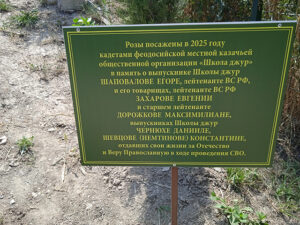 Розы посажены в 2025 году
кадетами феодосийской местной казачьей
общественной организации «Школа джур»
в память о выпускнике Школы джур
ШАПОВАЛОВЕ ЕГОРЕ, лейтенанте ВС РФ
и его товарищах, лейтенанте ВС РФ
ЗАХАРОВЕ ЕВГЕНИИ
и старшем лейтенанте
ДОРОЖКОВЕ МАКСИМИЛИАНЕ,
выпускниках Школы джур
ЧЕРНЮХЕ ДАНИИЛЕ,
ШЕВЦОВЕ (НЕМТИНОВЕ) КОНСТАНТИНЕ,
отдавших свои жизни за Отечество
и Веру Православную в ходе проведения СВО.